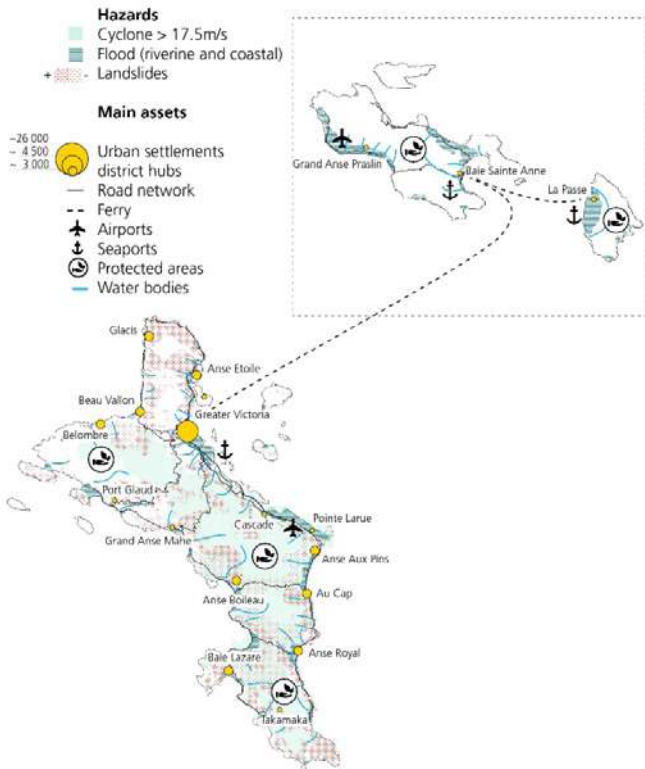 Hazards
Cyclone > 17.5m/s
Flood (riverine and coastal)
+ - Landslides
Main assets
~26 000
~ 4 500
~ 3 000
Urban settlements
district hubs
Road network
Ferry
Airports
Seaports
Protected areas
Water bodies
Grand Anse Praslin
Baie Sainte Anne
La Passe
Glacis
Anse Etoile
Beau Vallon
Greater Victoria
Belombre
Port Glaud
Cascade
Pointe Larue
Grand Anse Mahe
Anse Aux Pins
Anse Boileau
Au Cap
Anse Royal
Baie Lazare
Takamaka